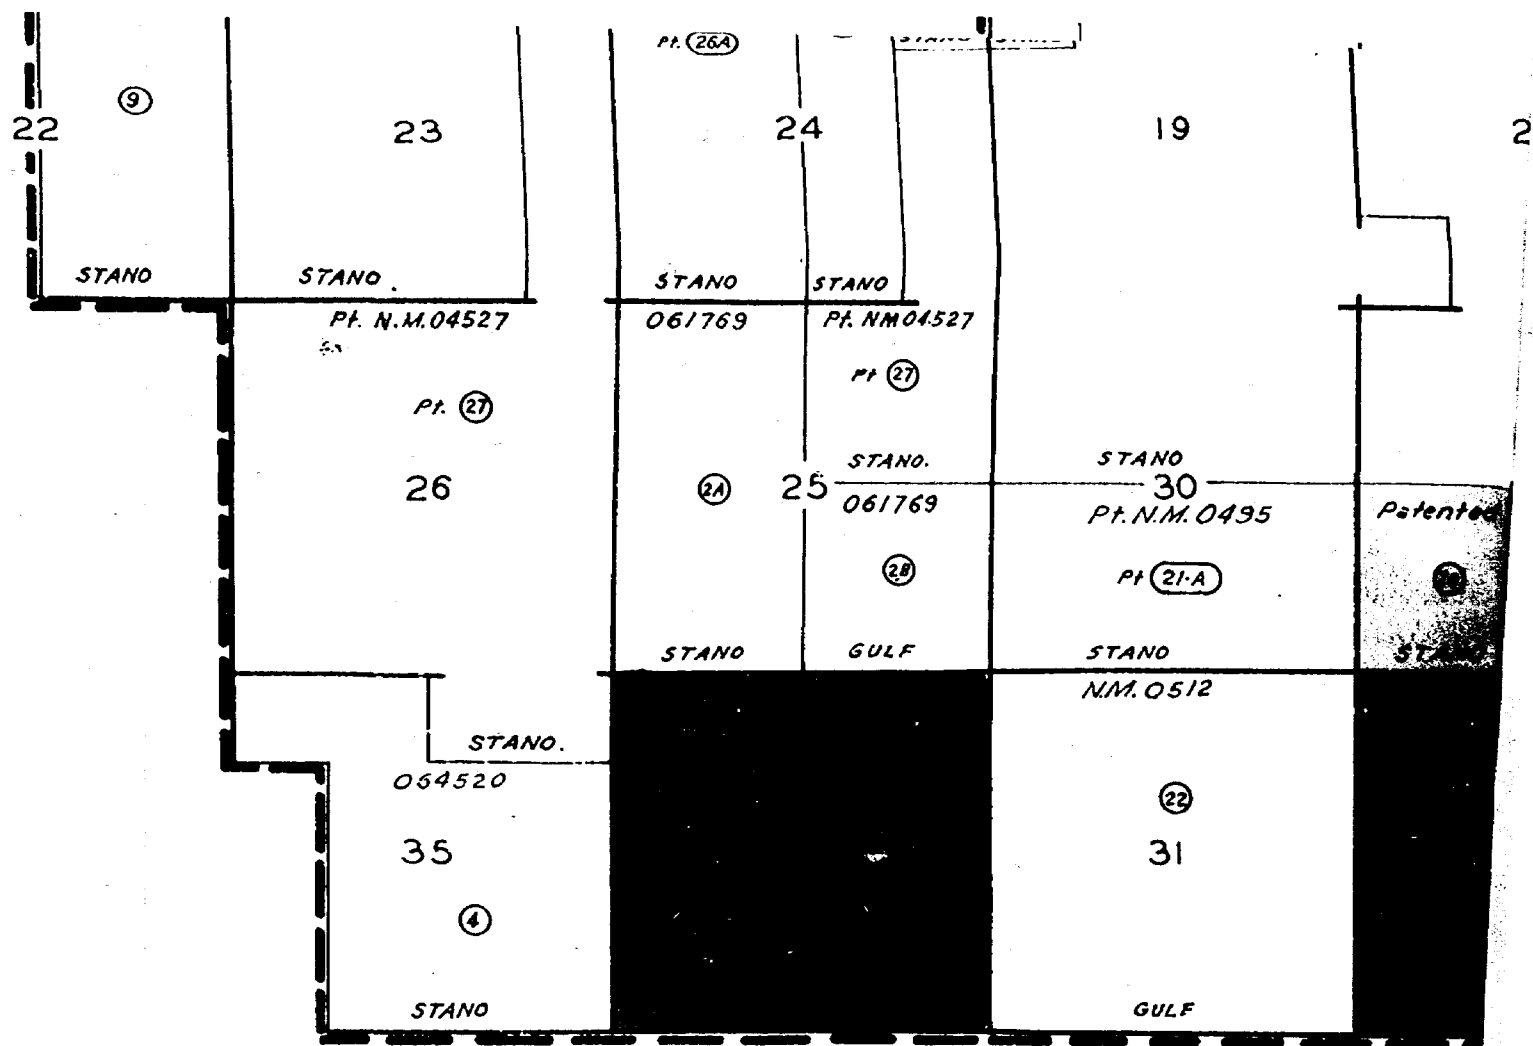 Pt. 26A
9
22 23 24 19 2
STANO STANO. STANO STANO
Pt. N.M.04527 061769 Pt. NM04527
Pt 27
Pt. 27
STANO. STANO
26 2A 25 30
061769 Pt. N.M. 0495 Patented
2B Pt 21-A
STANO GULF STANO STANO
N.M. 0512
STANO.
054520
22
35 31
4
STANO GULF